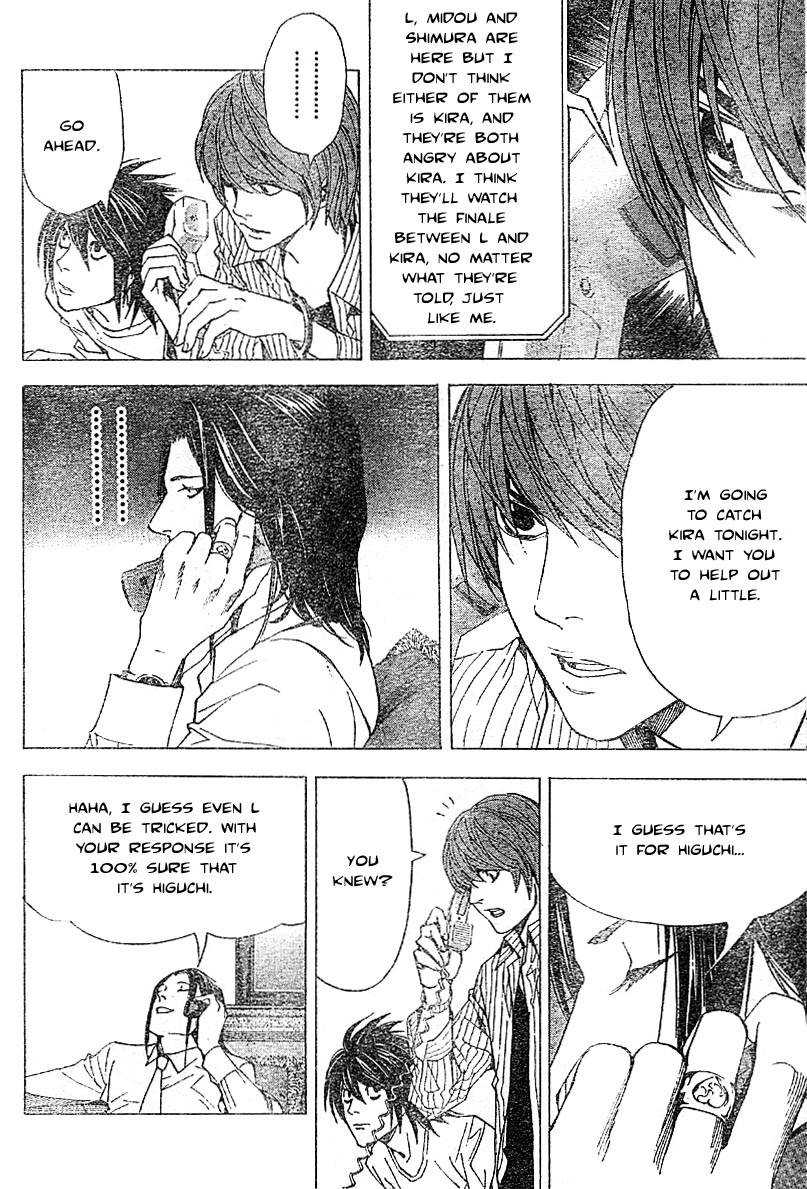 L, MIDOU AND
SHIMURA ARE
HERE BUT I
DON'T THINK
EITHER OF THEM
IS KIRA, AND
THEY'RE BOTH
ANGRY ABOUT
KIRA. I THINK
THEY'LL WATCH
THE FINALE
BETWEEN L AND
KIRA, NO MATTER
WHAT THEY'RE
TOLD, JUST
LIKE ME.
GO
AHEAD.
I'M GOING
TO CATCH
KIRA TONIGHT.
I WANT YOU
TO HELP OUT
A LITTLE.
I GUESS THAT'S
IT FOR HIGUCHI...
YOU
KNEW?
HAHA, I GUESS EVEN L
CAN BE TRICKED. WITH
YOUR RESPONSE IT'S
100% SURE THAT
IT'S HIGUCHI.